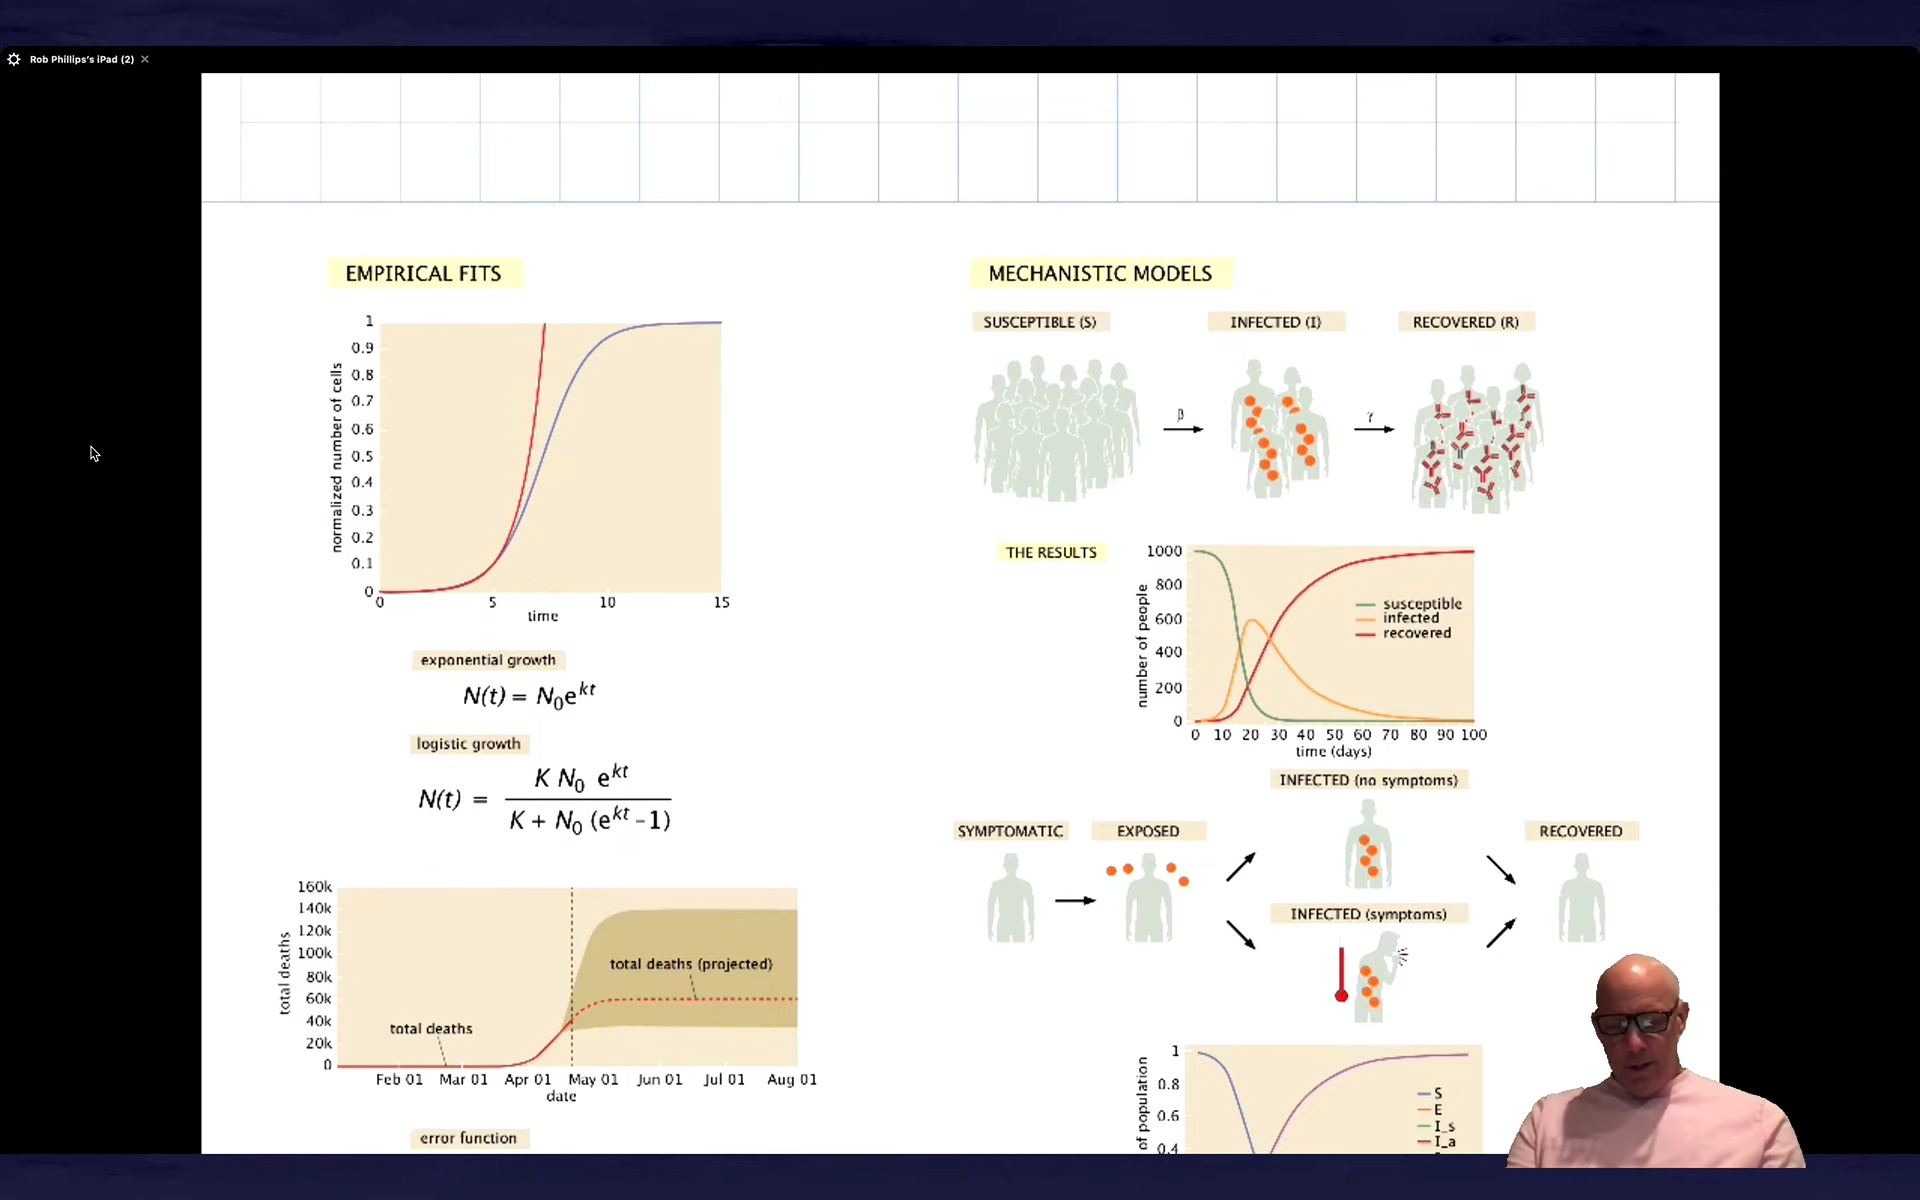 Rob Phillips's iPad (2) ×
EMPIRICAL FITS
1
0.9
0.8
0.7
0.6
0.5
0.4
0.3
0.2
0.1
0
normalized number of cells
0 5 10 15
time
exponential growth
N(t) = N₀e^{kt}
logistic growth
N(t) = K N₀ e^{kt} / K + N₀ (e^{kt} - 1)
160k
140k
120k
100k
80k
60k
40k
20k
0
total deaths
total deaths (projected)
total deaths
Feb 01 Mar 01 Apr 01 May 01 Jun 01 Jul 01 Aug 01
date
error function
MECHANISTIC MODELS
SUSCEPTIBLE (S) INFECTED (I) RECOVERED (R)
β γ
THE RESULTS
1000
800
600
400
200
0
number of people
susceptible
infected
recovered
0 10 20 30 40 50 60 70 80 90 100
time (days)
INFECTED (no symptoms)
SYMPTOMATIC EXPOSED RECOVERED
INFECTED (symptoms)
1
0.8
0.6
0.4
of population
S
E
I_s
I_a